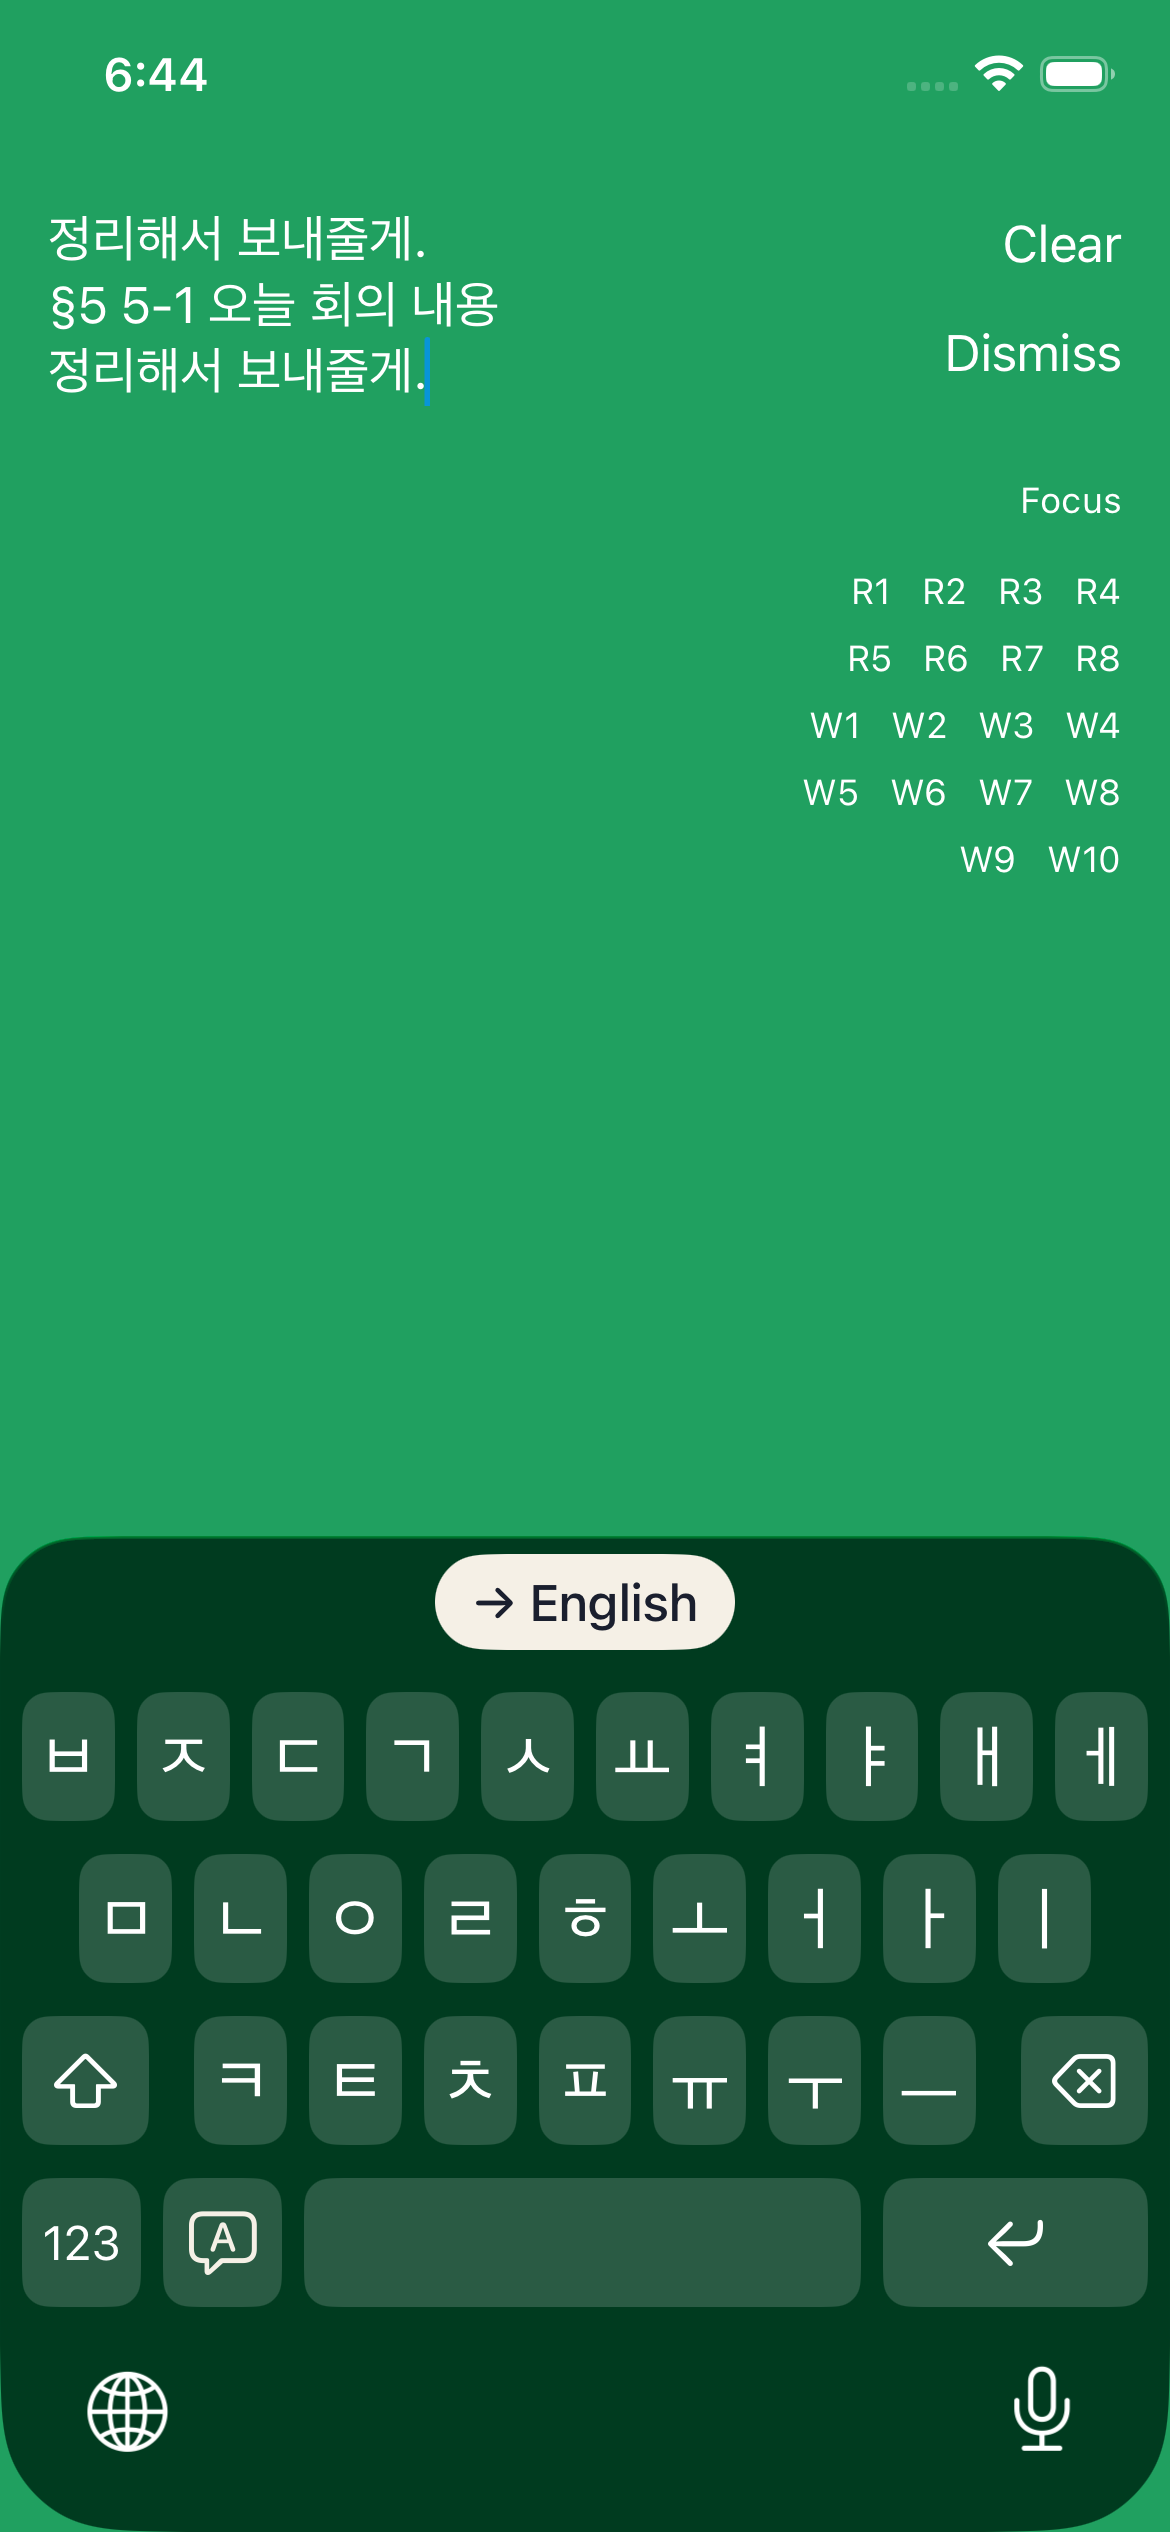 6:44
정리해서 보내줄게.
§5 5-1 오늘 회의 내용
정리해서 보내줄게.
Clear
Dismiss
Focus
R1 R2 R3 R4
R5 R6 R7 R8
W1 W2 W3 W4
W5 W6 W7 W8
W9 W10
→ English
ㅂ ㅈ ㄷ ㄱ ㅅ ㅛ ㅕ ㅑ ㅐ ㅔ
ㅁ ㄴ ㅇ ㄹ ㅎ ㅗ ㅓ ㅏ ㅣ
ㅋ ㅌ ㅊ ㅍ ㅠ ㅜ ㅡ
123 A